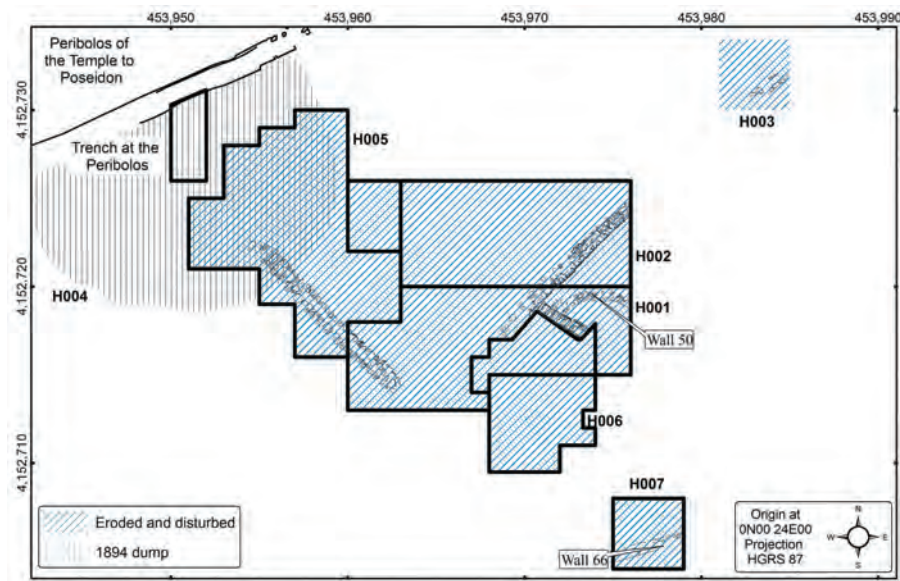 453,950
453,960
453,970
453,980
453,990
Peribolos of
the Temple to
Poseidon
4,152,730
H003
H005
Trench at the
Peribolos
H002
4,152,720
H004
H001
Wall 50
H006
4,152,710
H007
Eroded and disturbed
1894 dump
Wall 66
Origin at
0N00 24E00
Projection
HGRS 87
N
W
E
S